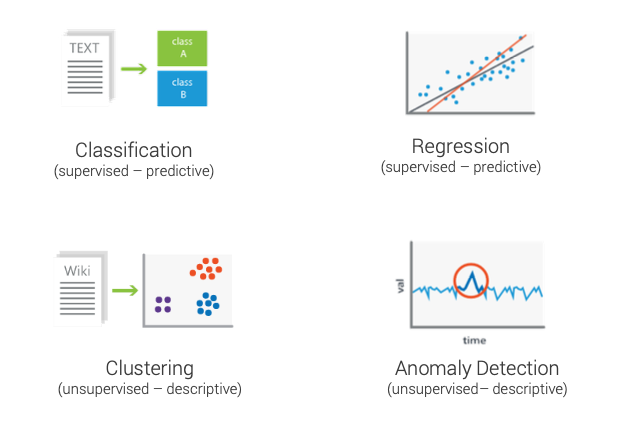 TEXT
class
A
class
B
Classification
(supervised – predictive)
Regression
(supervised – predictive)
Wiki
val
time
Clustering
(unsupervised – descriptive)
Anomaly Detection
(unsupervised– descriptive)